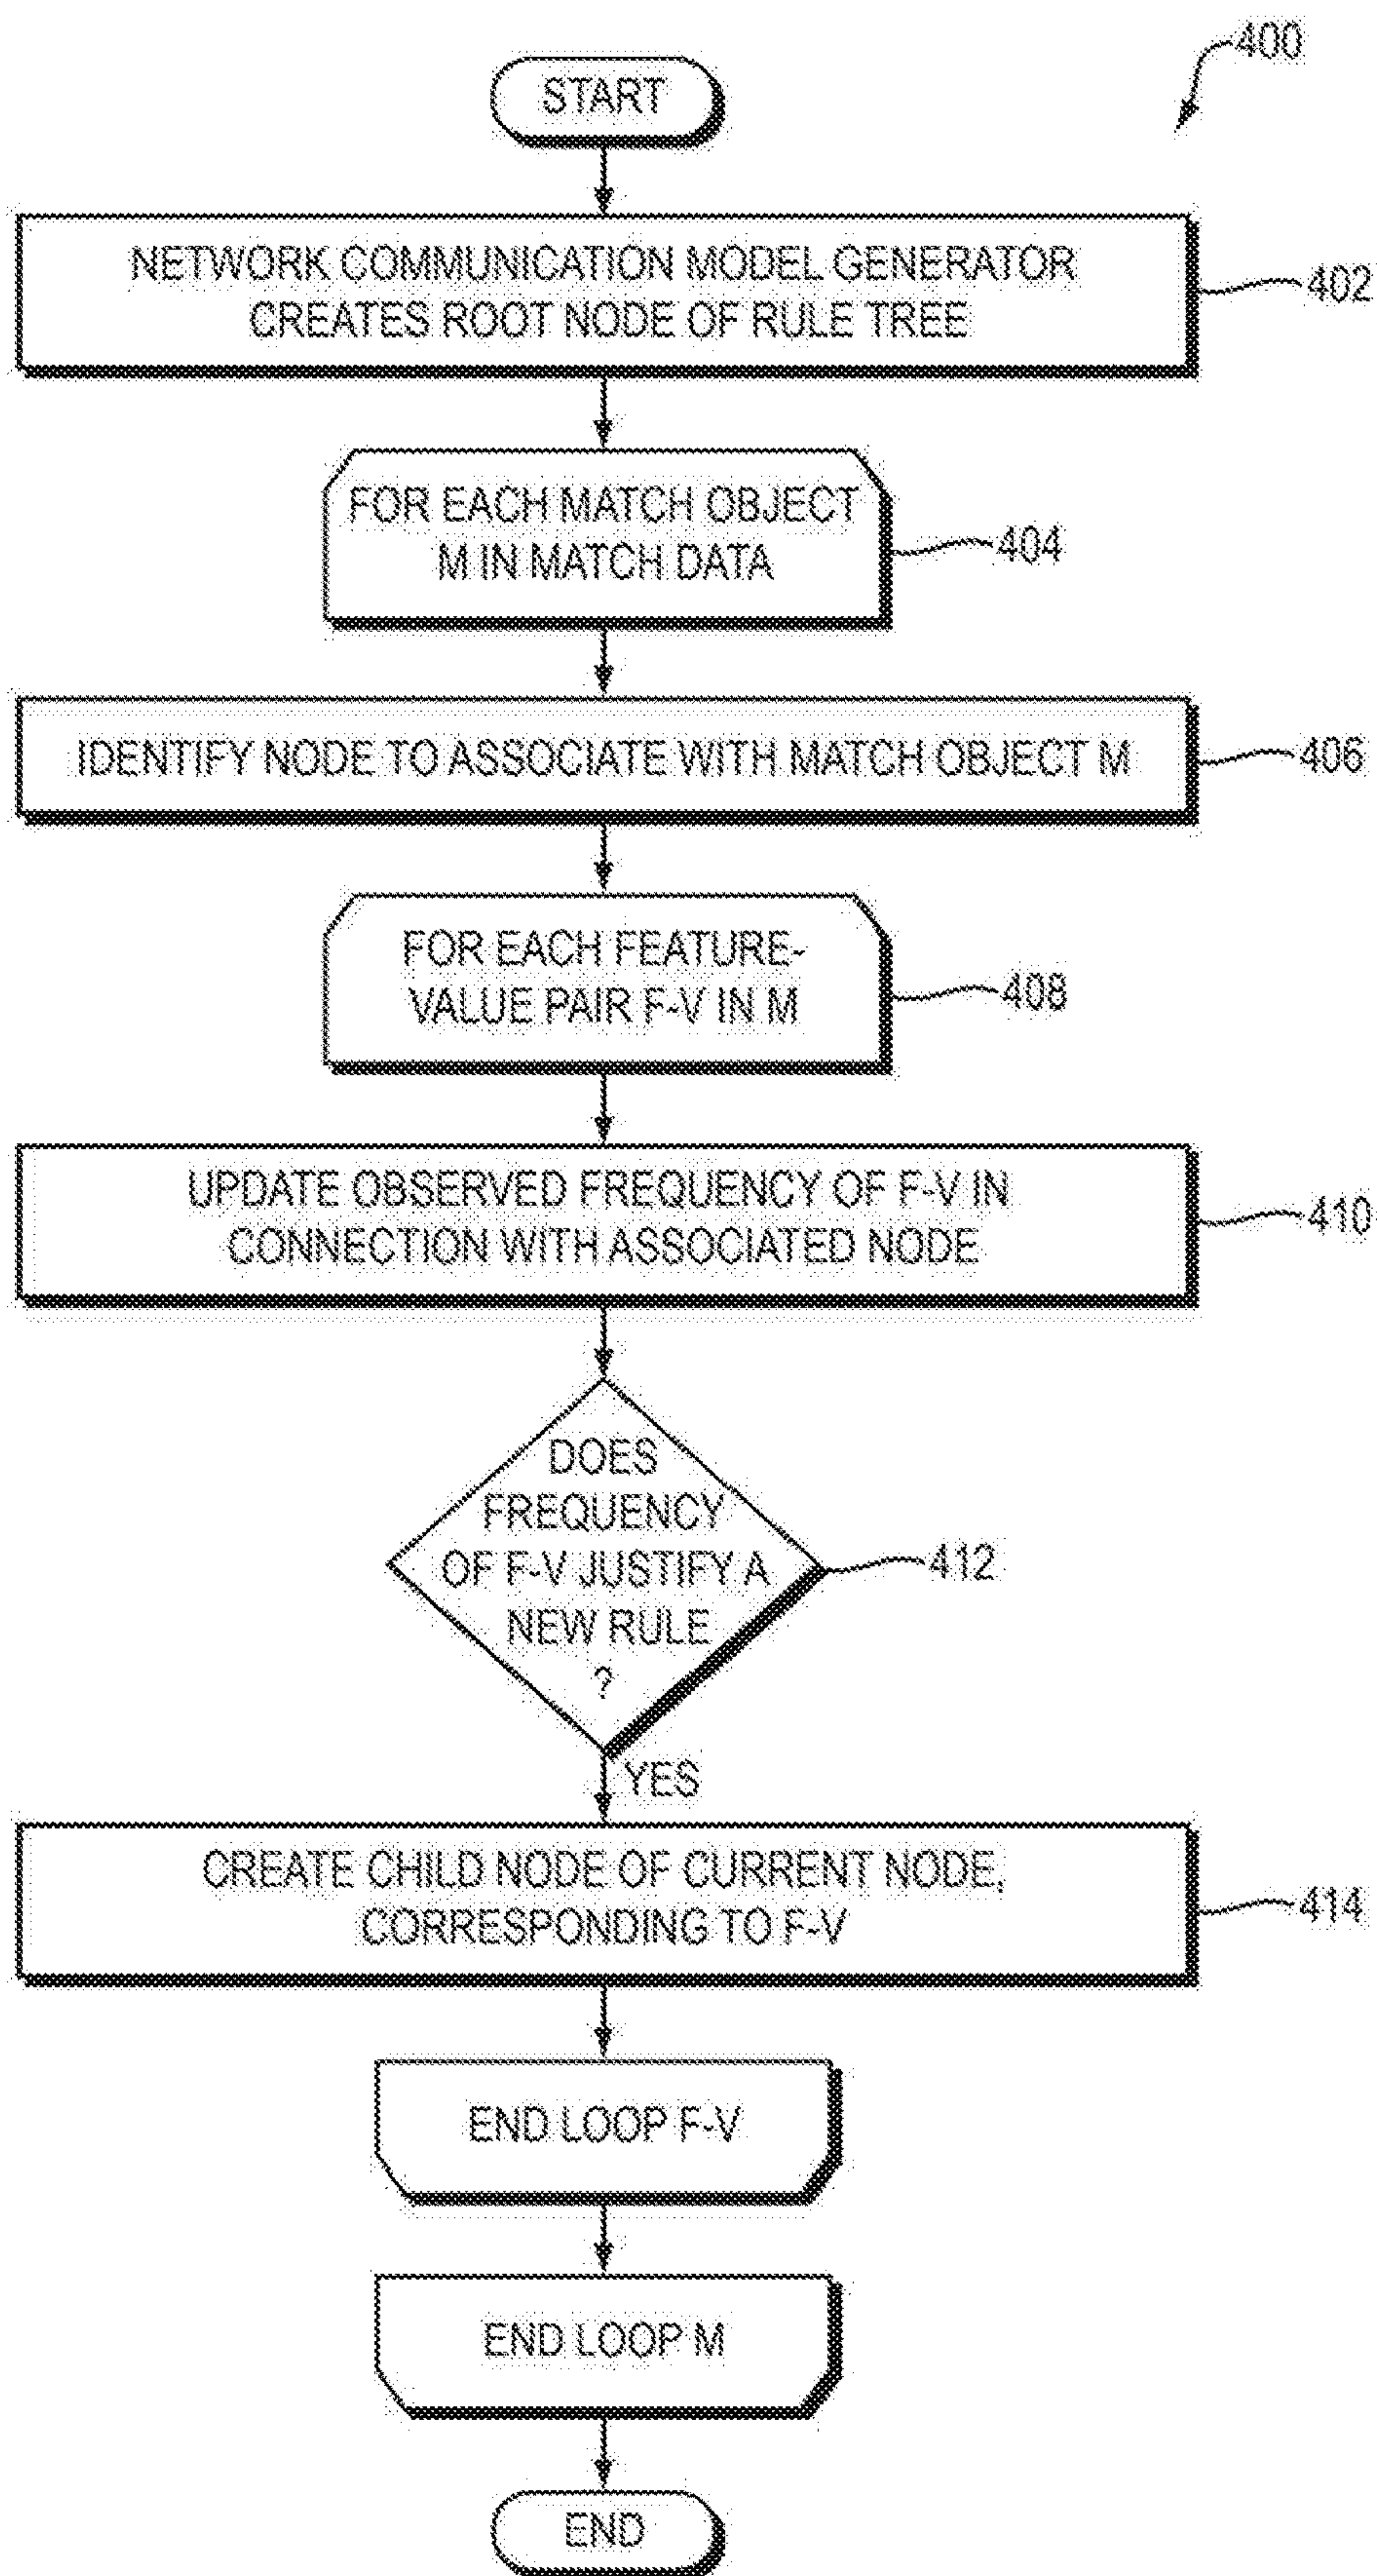 400
START
NETWORK COMMUNICATION MODEL GENERATOR
CREATES ROOT NODE OF RULE TREE
402
FOR EACH MATCH OBJECT
M IN MATCH DATA
404
IDENTIFY NODE TO ASSOCIATE WITH MATCH OBJECT M
406
FOR EACH FEATURE-
VALUE PAIR F-V IN M
408
UPDATE OBSERVED FREQUENCY OF F-V IN
CONNECTION WITH ASSOCIATED NODE
410
DOES
FREQUENCY
OF F-V JUSTIFY A
NEW RULE
?
412
YES
CREATE CHILD NODE OF CURRENT NODE,
CORRESPONDING TO F-V
414
END LOOP F-V
END LOOP M
END